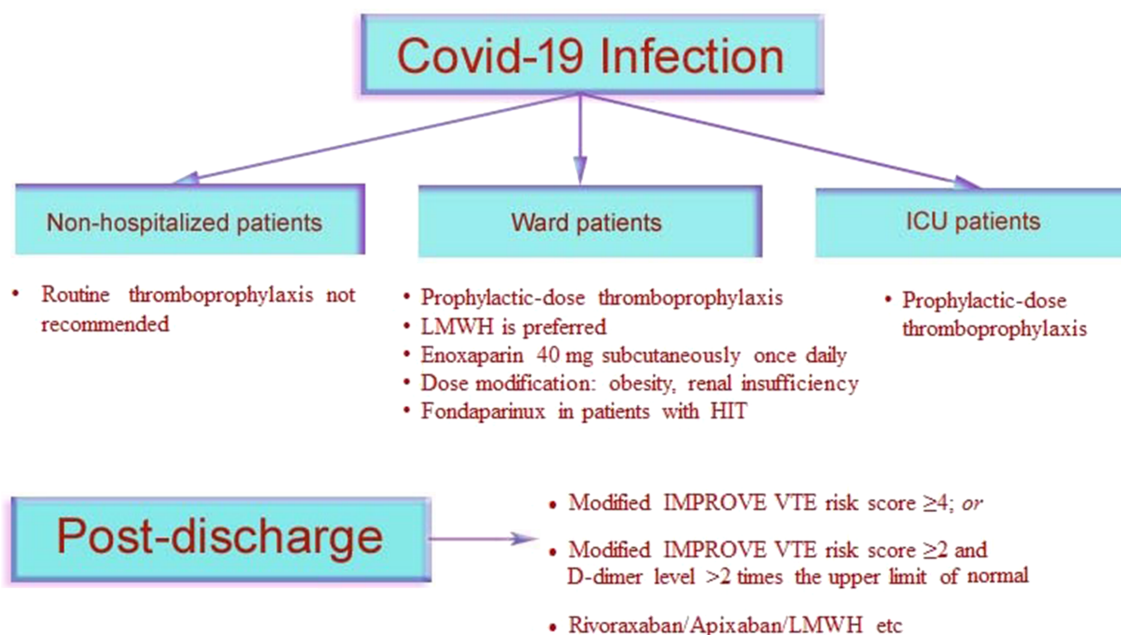 Covid-19 Infection
Non-hospitalized patients
• Routine thromboprophylaxis not
recommended
Ward patients
• Prophylactic-dose thromboprophylaxis
• LMWH is preferred
• Enoxaparin 40 mg subcutaneously once daily
• Dose modification: obesity, renal insufficiency
• Fondaparinux in patients with HIT
ICU patients
• Prophylactic-dose
thromboprophylaxis
Post-discharge
• Modified IMPROVE VTE risk score ≥4; or
• Modified IMPROVE VTE risk score ≥2 and
D-dimer level >2 times the upper limit of normal
• Rivoraxaban/Apixaban/LMWH etc